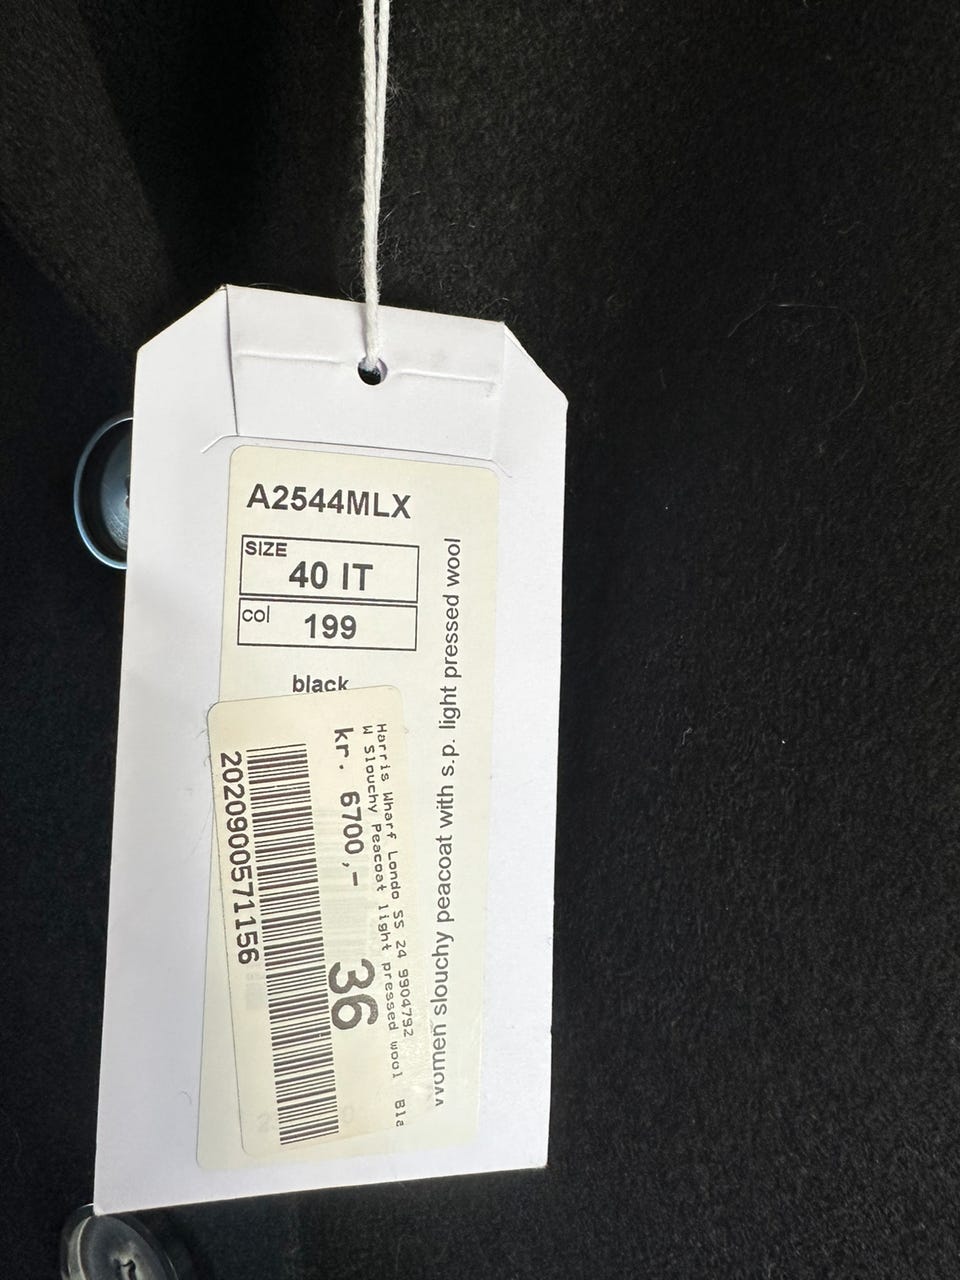 A2544MLX
SIZE
40 IT
col
199
black
Women slouchy peacoat with s.p. light pressed wool
Harris Wharf Londo SS 24 9904792
W Slouchy Peacoat light pressed wool Bla
kr. 6700,-
36
2020900571156